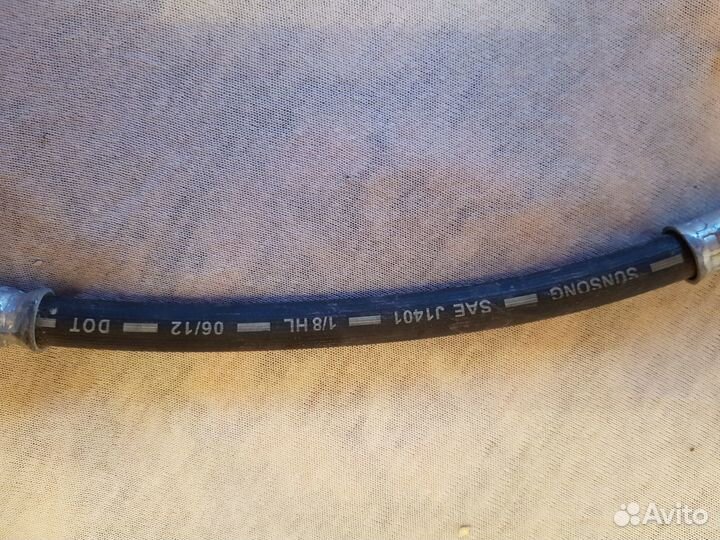 SUNSONG SAE J1401 1/8 HL 06/12 DOT
Avito